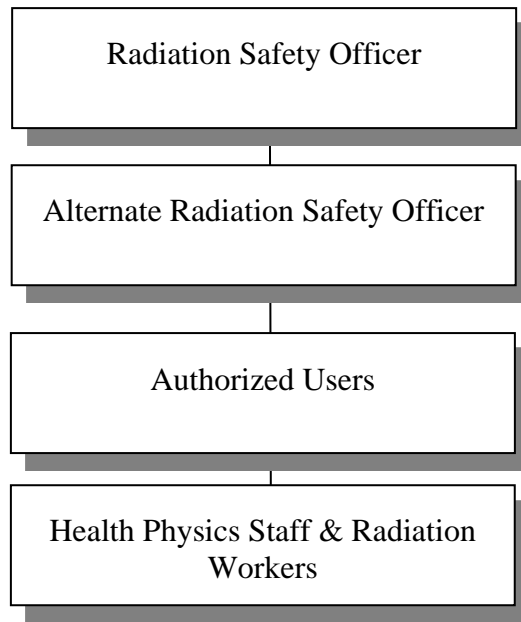 Radiation Safety Officer
Alternate Radiation Safety Officer
Authorized Users
Health Physics Staff & Radiation
Workers